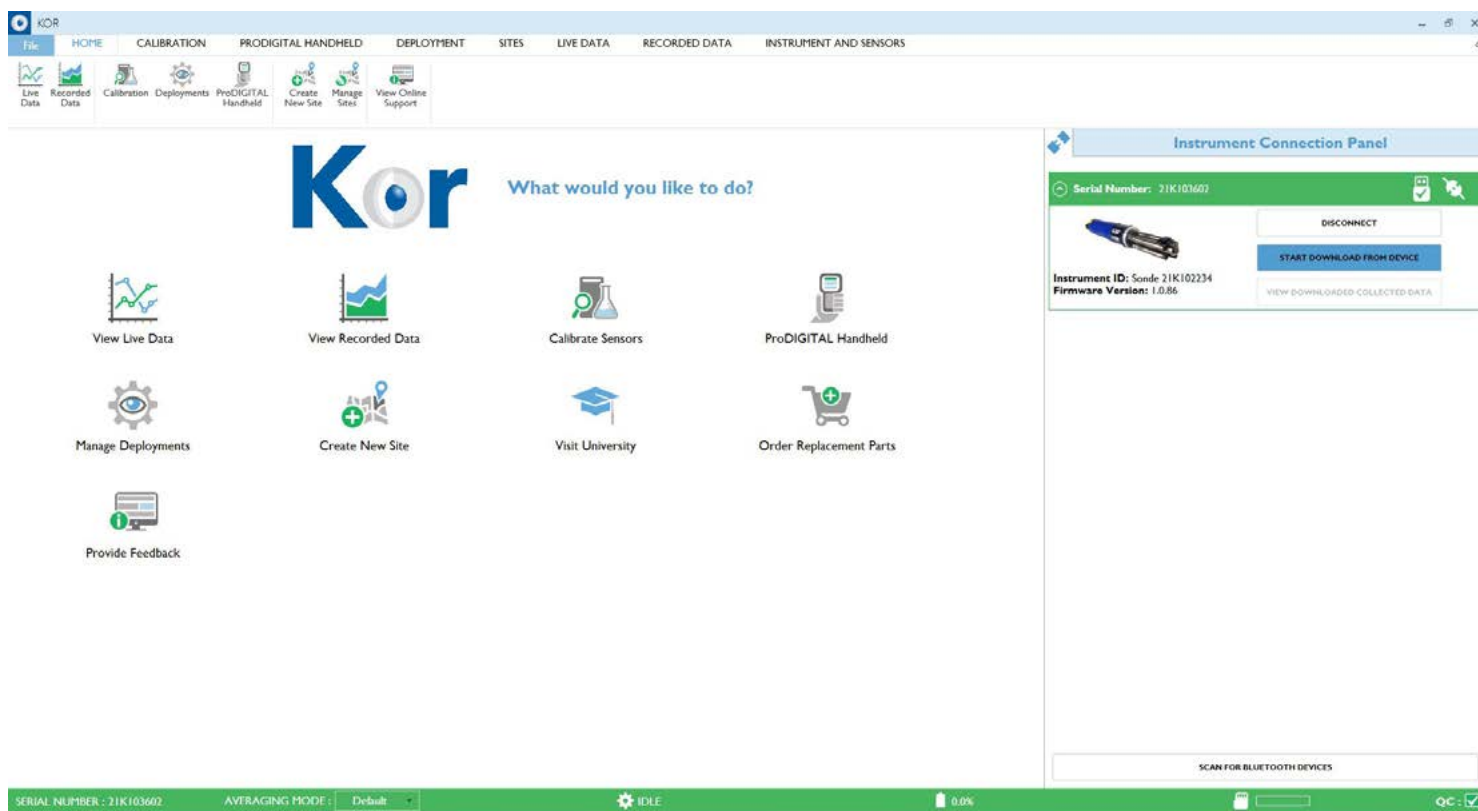 KOR
File HOME CALIBRATION PRODIGITAL HANDHELD DEPLOYMENT SITES LIVE DATA RECORDED DATA INSTRUMENT AND SENSORS
Live Data
Recorded Data
Calibration
Deployments
ProDIGITAL Handheld
Create New Site
Manage Sites
View Online Support
Kor
What would you like to do?
View Live Data
View Recorded Data
Calibrate Sensors
ProDIGITAL Handheld
Manage Deployments
Create New Site
Visit University
Order Replacement Parts
Provide Feedback
Instrument Connection Panel
Serial Number: 21K103602
DISCONNECT
START DOWNLOAD FROM DEVICE
VIEW DOWNLOADED COLLECTED DATA
Instrument ID: Sonde 21K102234
Firmware Version: 1.0.86
SCAN FOR BLUETOOTH DEVICES
SERIAL NUMBER : 21K103602 AVERAGING MODE : Default IDLE 0.0% QC :